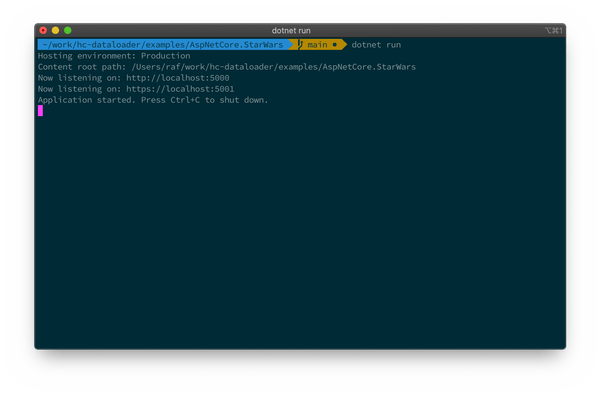 dotnet run
⌥⌘1
~/work/hc-dataloader/examples/AspNetCore.StarWars main ● dotnet run
Hosting environment: Production
Content root path: /Users/raf/work/hc-dataloader/examples/AspNetCore.StarWars
Now listening on: http://localhost:5000
Now listening on: https://localhost:5001
Application started. Press Ctrl+C to shut down.